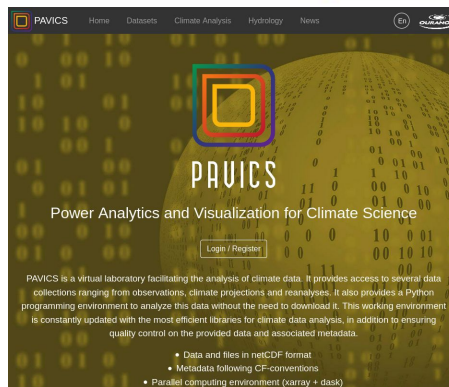 PAVICS Home Datasets Climate Analysis Hydrology News En
PAVICS
Power Analytics and Visualization for Climate Science
Login / Register
PAVICS is a virtual laboratory facilitating the analysis of climate data. It provides access to several data
collections ranging from observations, climate projections and reanalyses. It also provides a Python
programming environment to analyze this data without the need to download it. This working environment
is constantly updated with the most efficient libraries for climate data analysis, in addition to ensuring
quality control on the provided data and associated metadata.
• Data and files in netCDF format
• Metadata following CF-conventions
• Parallel computing environment (xarray + dask)